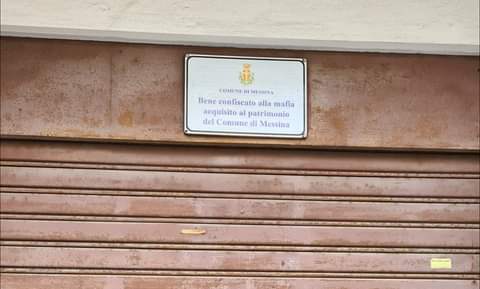 COMUNE DI MESSINA
Bene confiscato alla mafia
acquisito al patrimonio
del Comune di Messina